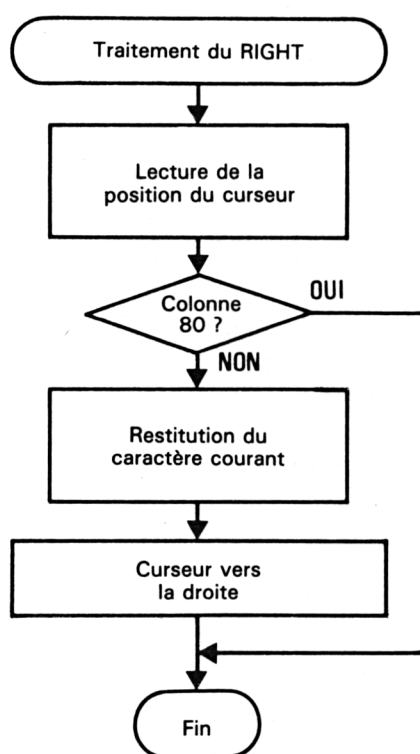 Traitement du RIGHT
Lecture de la
position du curseur
Colonne
80 ?
OUI
NON
Restitution du
caractère courant
Curseur vers
la droite
Fin